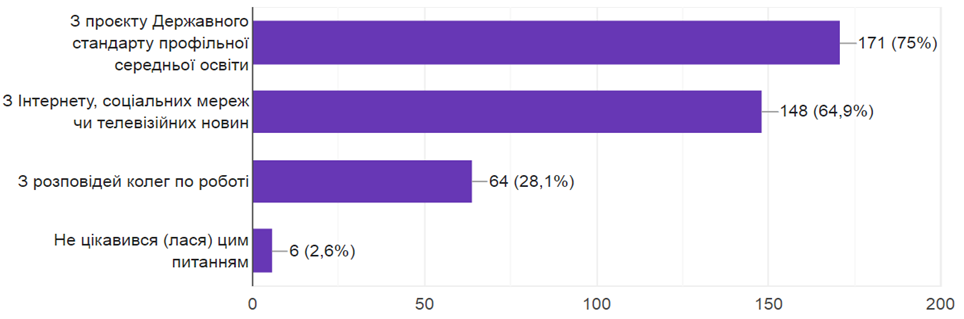 З проєкту Державного
стандарту профільної
середньої освіти
171 (75%)
З Інтернету, соціальних мереж
чи телевізійних новин
148 (64,9%)
З розповідей колег по роботі
64 (28,1%)
Не цікавився (лася) цим
питанням
6 (2,6%)
0 50 100 150 200